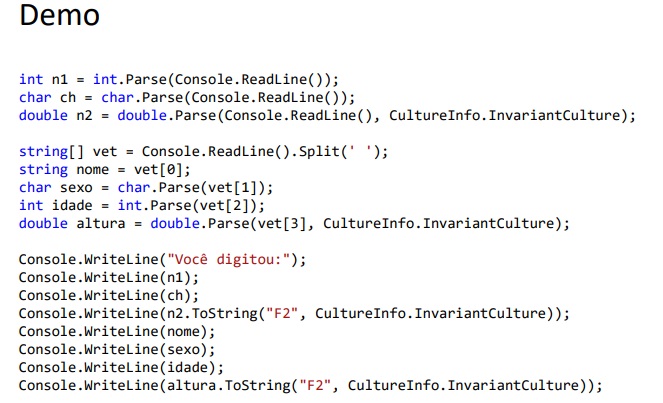 Demo
int n1 = int.Parse(Console.ReadLine());
char ch = char.Parse(Console.ReadLine());
double n2 = double.Parse(Console.ReadLine(), CultureInfo.InvariantCulture);
string[] vet = Console.ReadLine().Split(' ');
string nome = vet[0];
char sexo = char.Parse(vet[1]);
int idade = int.Parse(vet[2]);
double altura = double.Parse(vet[3], CultureInfo.InvariantCulture);
Console.WriteLine("Você digitou:");
Console.WriteLine(n1);
Console.WriteLine(ch);
Console.WriteLine(n2.ToString("F2", CultureInfo.InvariantCulture));
Console.WriteLine(nome);
Console.WriteLine(sexo);
Console.WriteLine(idade);
Console.WriteLine(altura.ToString("F2", CultureInfo.InvariantCulture));